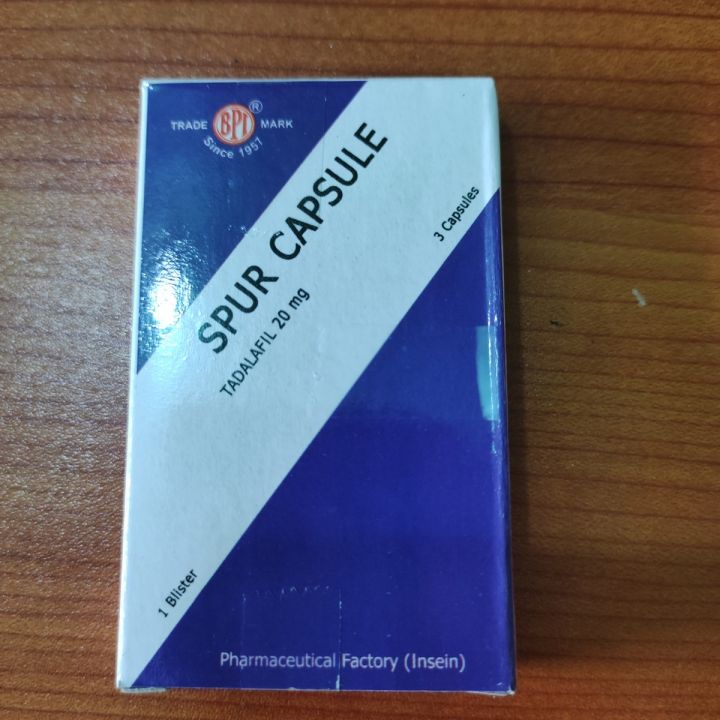 TRADE BPI ® MARK
Since 1951
SPUR CAPSULE
TADALAFIL 20 mg
3 Capsules
1 Blister
Pharmaceutical Factory (Insein)